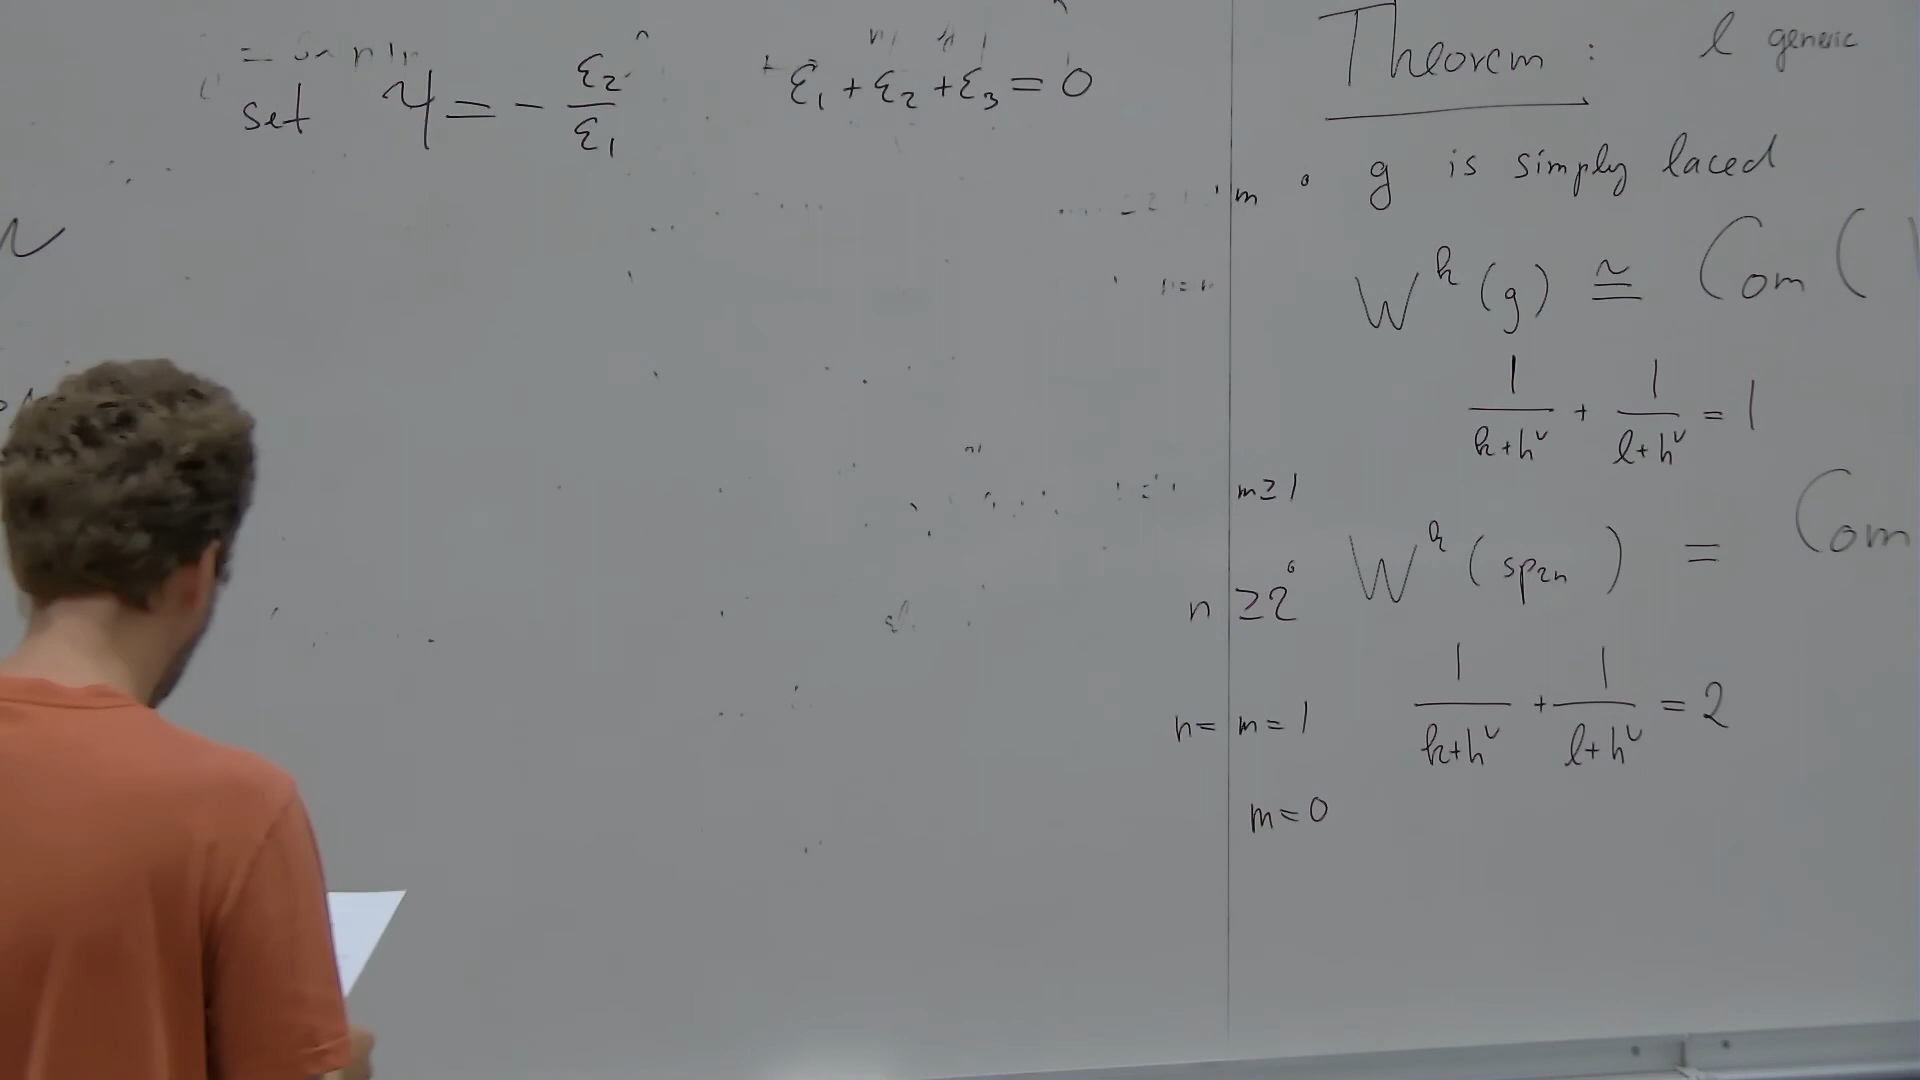 set Ψ = - ε₂/ε₁ ε₁ + ε₂ + ε₃ = 0
Theorem : l generic
m
g is simply laced
W^k (g) ≅ Com (
1/(k+h^∨) + 1/(l+h^∨) = 1
m ≥ 1
W^k (sp₂ₙ) = Com
n ≥ 2
1/(k+h^∨) + 1/(l+h^∨) = 2
n = m = 1
m = 0